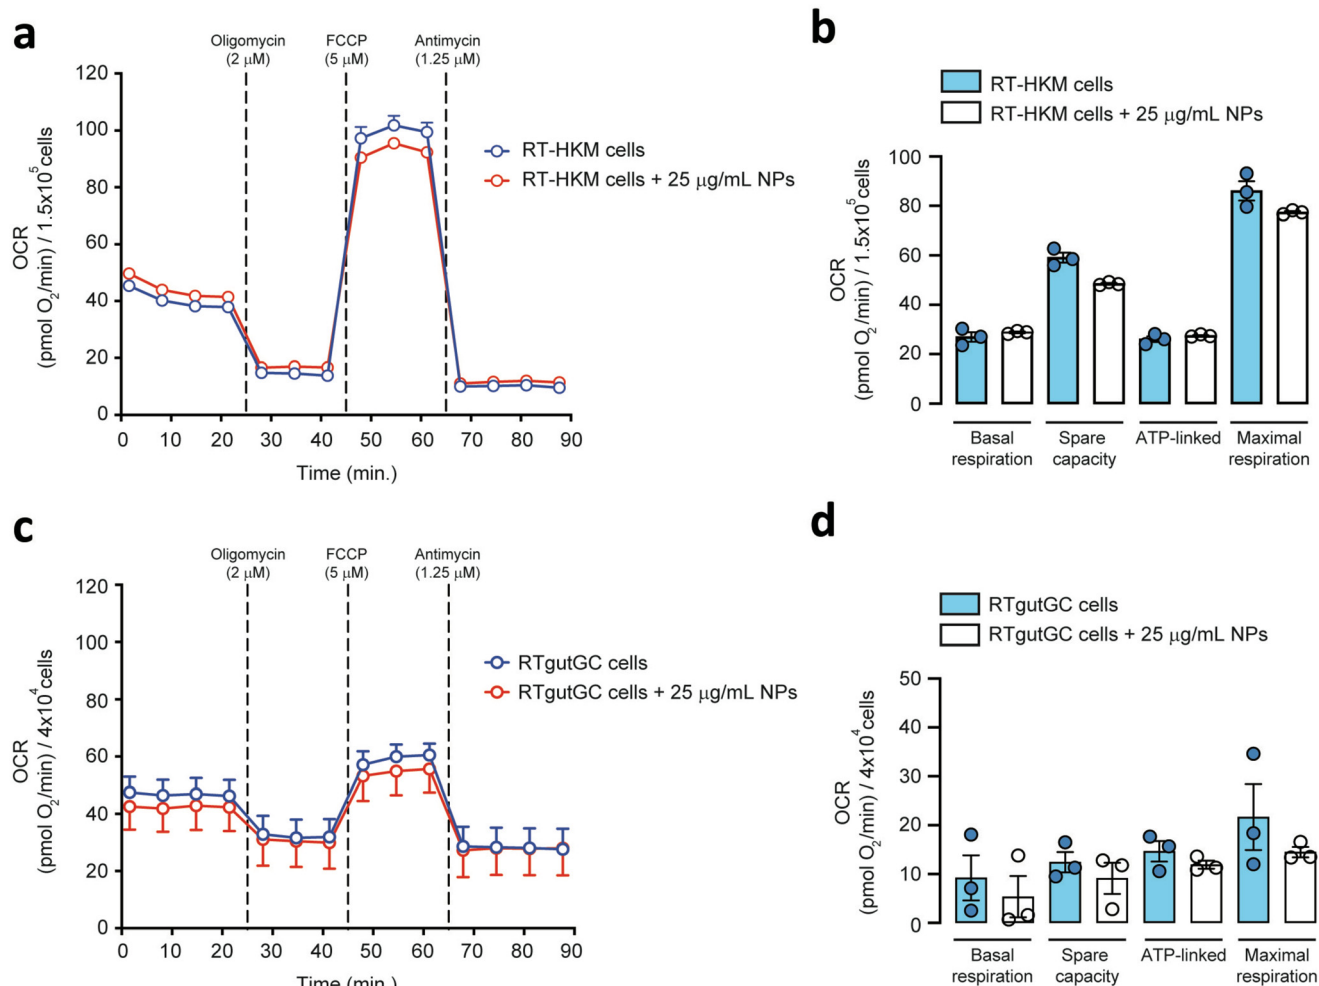 a
Oligomycin
(2 μM)
FCCP
(5 μM)
Antimycin
(1.25 μM)
OCR
(pmol O2/min) / 1.5x10^5 cells
120
100
80
60
40
20
0
0 10 20 30 40 50 60 70 80 90
Time (min.)
RT-HKM cells
RT-HKM cells + 25 μg/mL NPs
b
RT-HKM cells
RT-HKM cells + 25 μg/mL NPs
OCR
(pmol O2/min) / 1.5x10^5 cells
100
80
60
40
20
0
Basal
respiration
Spare
capacity
ATP-linked
Maximal
respiration
c
Oligomycin
(2 μM)
FCCP
(5 μM)
Antimycin
(1.25 μM)
OCR
(pmol O2/min) / 4x10^4 cells
120
100
80
60
40
20
0
0 10 20 30 40 50 60 70 80 90
Time (min.)
RTgutGC cells
RTgutGC cells + 25 μg/mL NPs
d
RTgutGC cells
RTgutGC cells + 25 μg/mL NPs
OCR
(pmol O2/min) / 4x10^4 cells
50
40
30
20
10
0
Basal
respiration
Spare
capacity
ATP-linked
Maximal
respiration